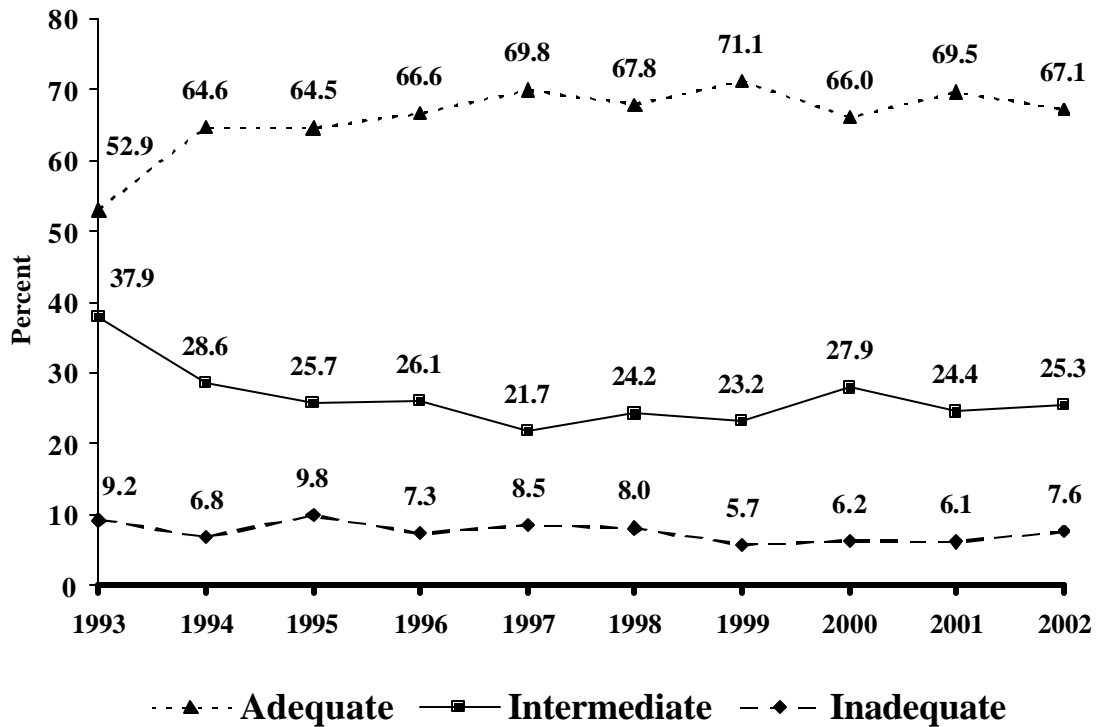 80
70
60
50
40
30
20
10
0
Percent
52.9 64.6 64.5 66.6 69.8 67.8 71.1 66.0 69.5 67.1
37.9 28.6 25.7 26.1 21.7 24.2 23.2 27.9 24.4 25.3
9.2 6.8 9.8 7.3 8.5 8.0 5.7 6.2 6.1 7.6
1993 1994 1995 1996 1997 1998 1999 2000 2001 2002
Adequate Intermediate Inadequate